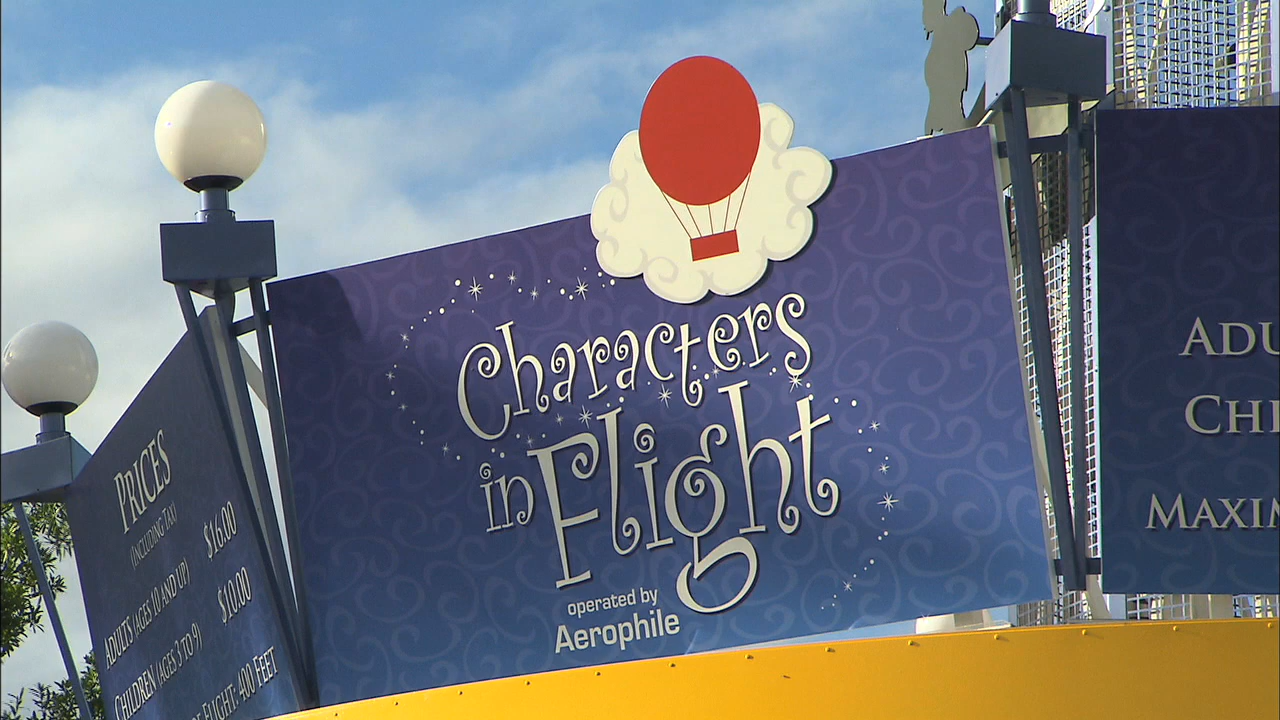 PRICES
(INCLUDING TAX)
ADULTS (AGES 10 AND UP) $16.00
CHILDREN (AGES 3 TO 9) $10.00
FLIGHT: 400 FEET
Characters
in Flight
operated by
Aerophile
ADU
CHI
MAXIM